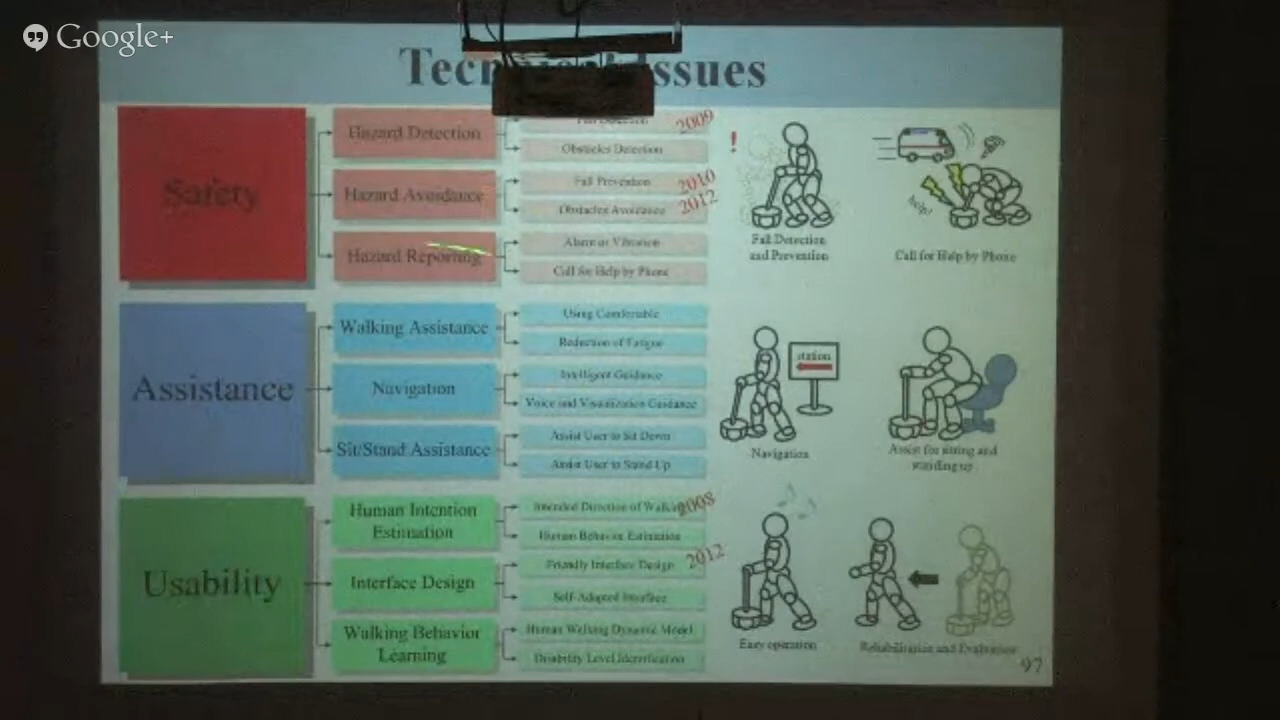 Google+
Technical Issues
Safety
Hazard Detection
Fall Detection
2009
Obstacles Detection
Hazard Avoidance
Fall Prevention
2010
Obstacles Avoidance
2012
Hazard Reporting
Alarm or Vibration
Call for Help by Phone
!
Fall Detection
and Prevention
help!
Call for Help by Phone
Assistance
Walking Assistance
Using Comfortable
Reduction of Fatigue
Navigation
Intelligent Guidance
Voice and Visualization Guidance
Sit/Stand Assistance
Assist User to Sit Down
Assist User to Stand Up
station
Navigation
Assist for sitting and
standing up
Usability
Human Intention
Estimation
Intended Direction of Walking
2008
Human Behavior Estimation
Interface Design
Friendly Interface Design
2012
Self-Adapted Interface
Walking Behavior
Learning
Human Walking Dynamic Model
Disability Level Identification
Easy operation
Rehabilitation and Evaluation
97